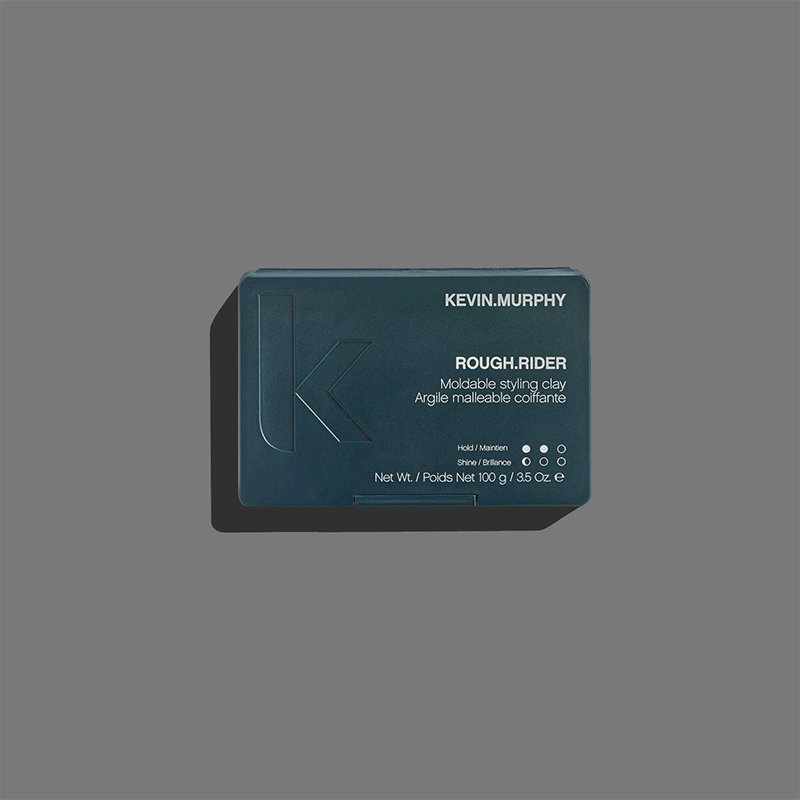 KEVIN.MURPHY
ROUGH.RIDER
Moldable styling clay
Argile malleable coiffante
Hold / Maintien
Shine / Brillance
Net Wt. / Poids Net 100 g / 3.5 Oz. ℮